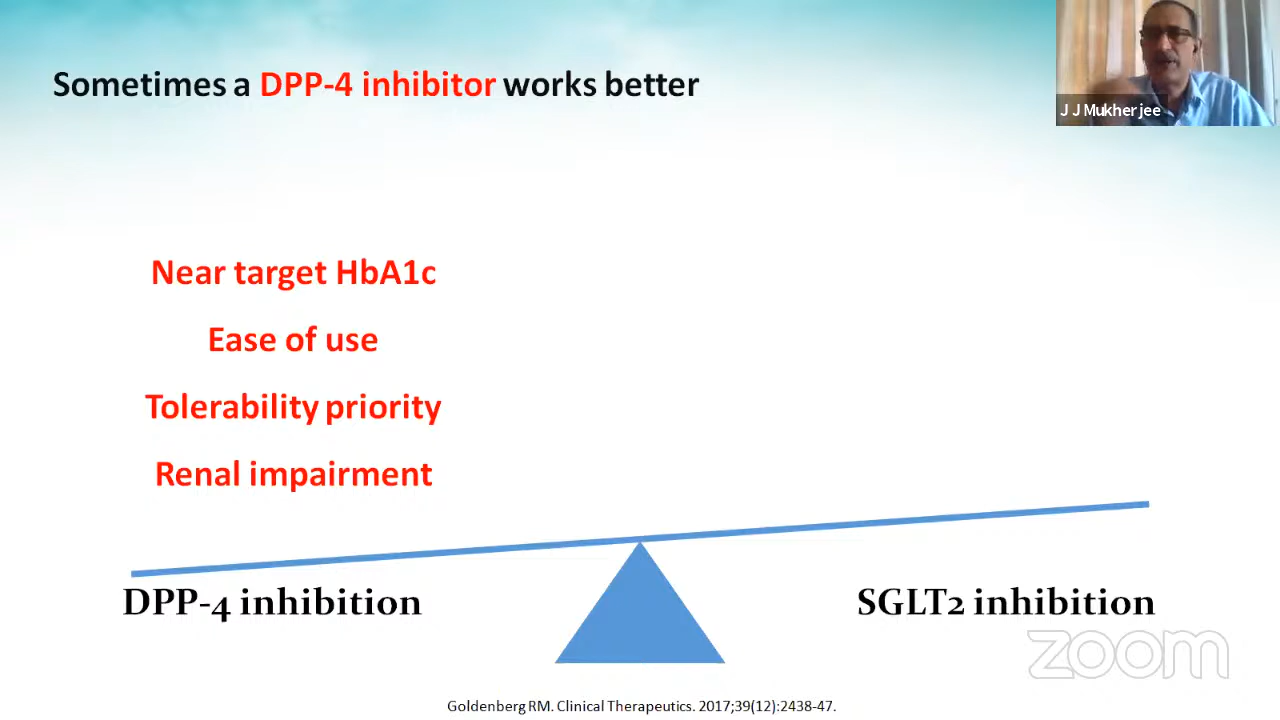 Sometimes a DPP-4 inhibitor works better
J J Mukherjee
Near target HbA1c
Ease of use
Tolerability priority
Renal impairment
DPP-4 inhibition
SGLT2 inhibition
zoom
Goldenberg RM. Clinical Therapeutics. 2017;39(12):2438-47.